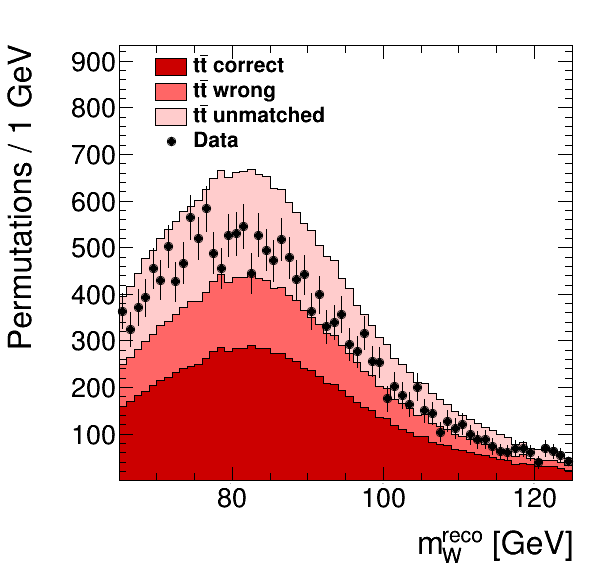 Permutations / 1 GeV
900
800
700
600
500
400
300
200
100
tt̄ correct
tt̄ wrong
tt̄ unmatched
Data
80
100
120
m_W^reco [GeV]